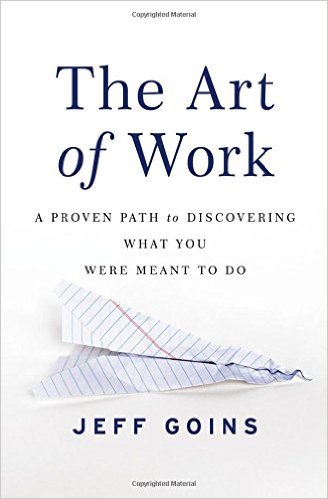 Copyrighted Material
The Art
of Work
A PROVEN PATH to DISCOVERING
WHAT YOU
WERE MEANT TO DO
JEFF GOINS
Copyrighted Material